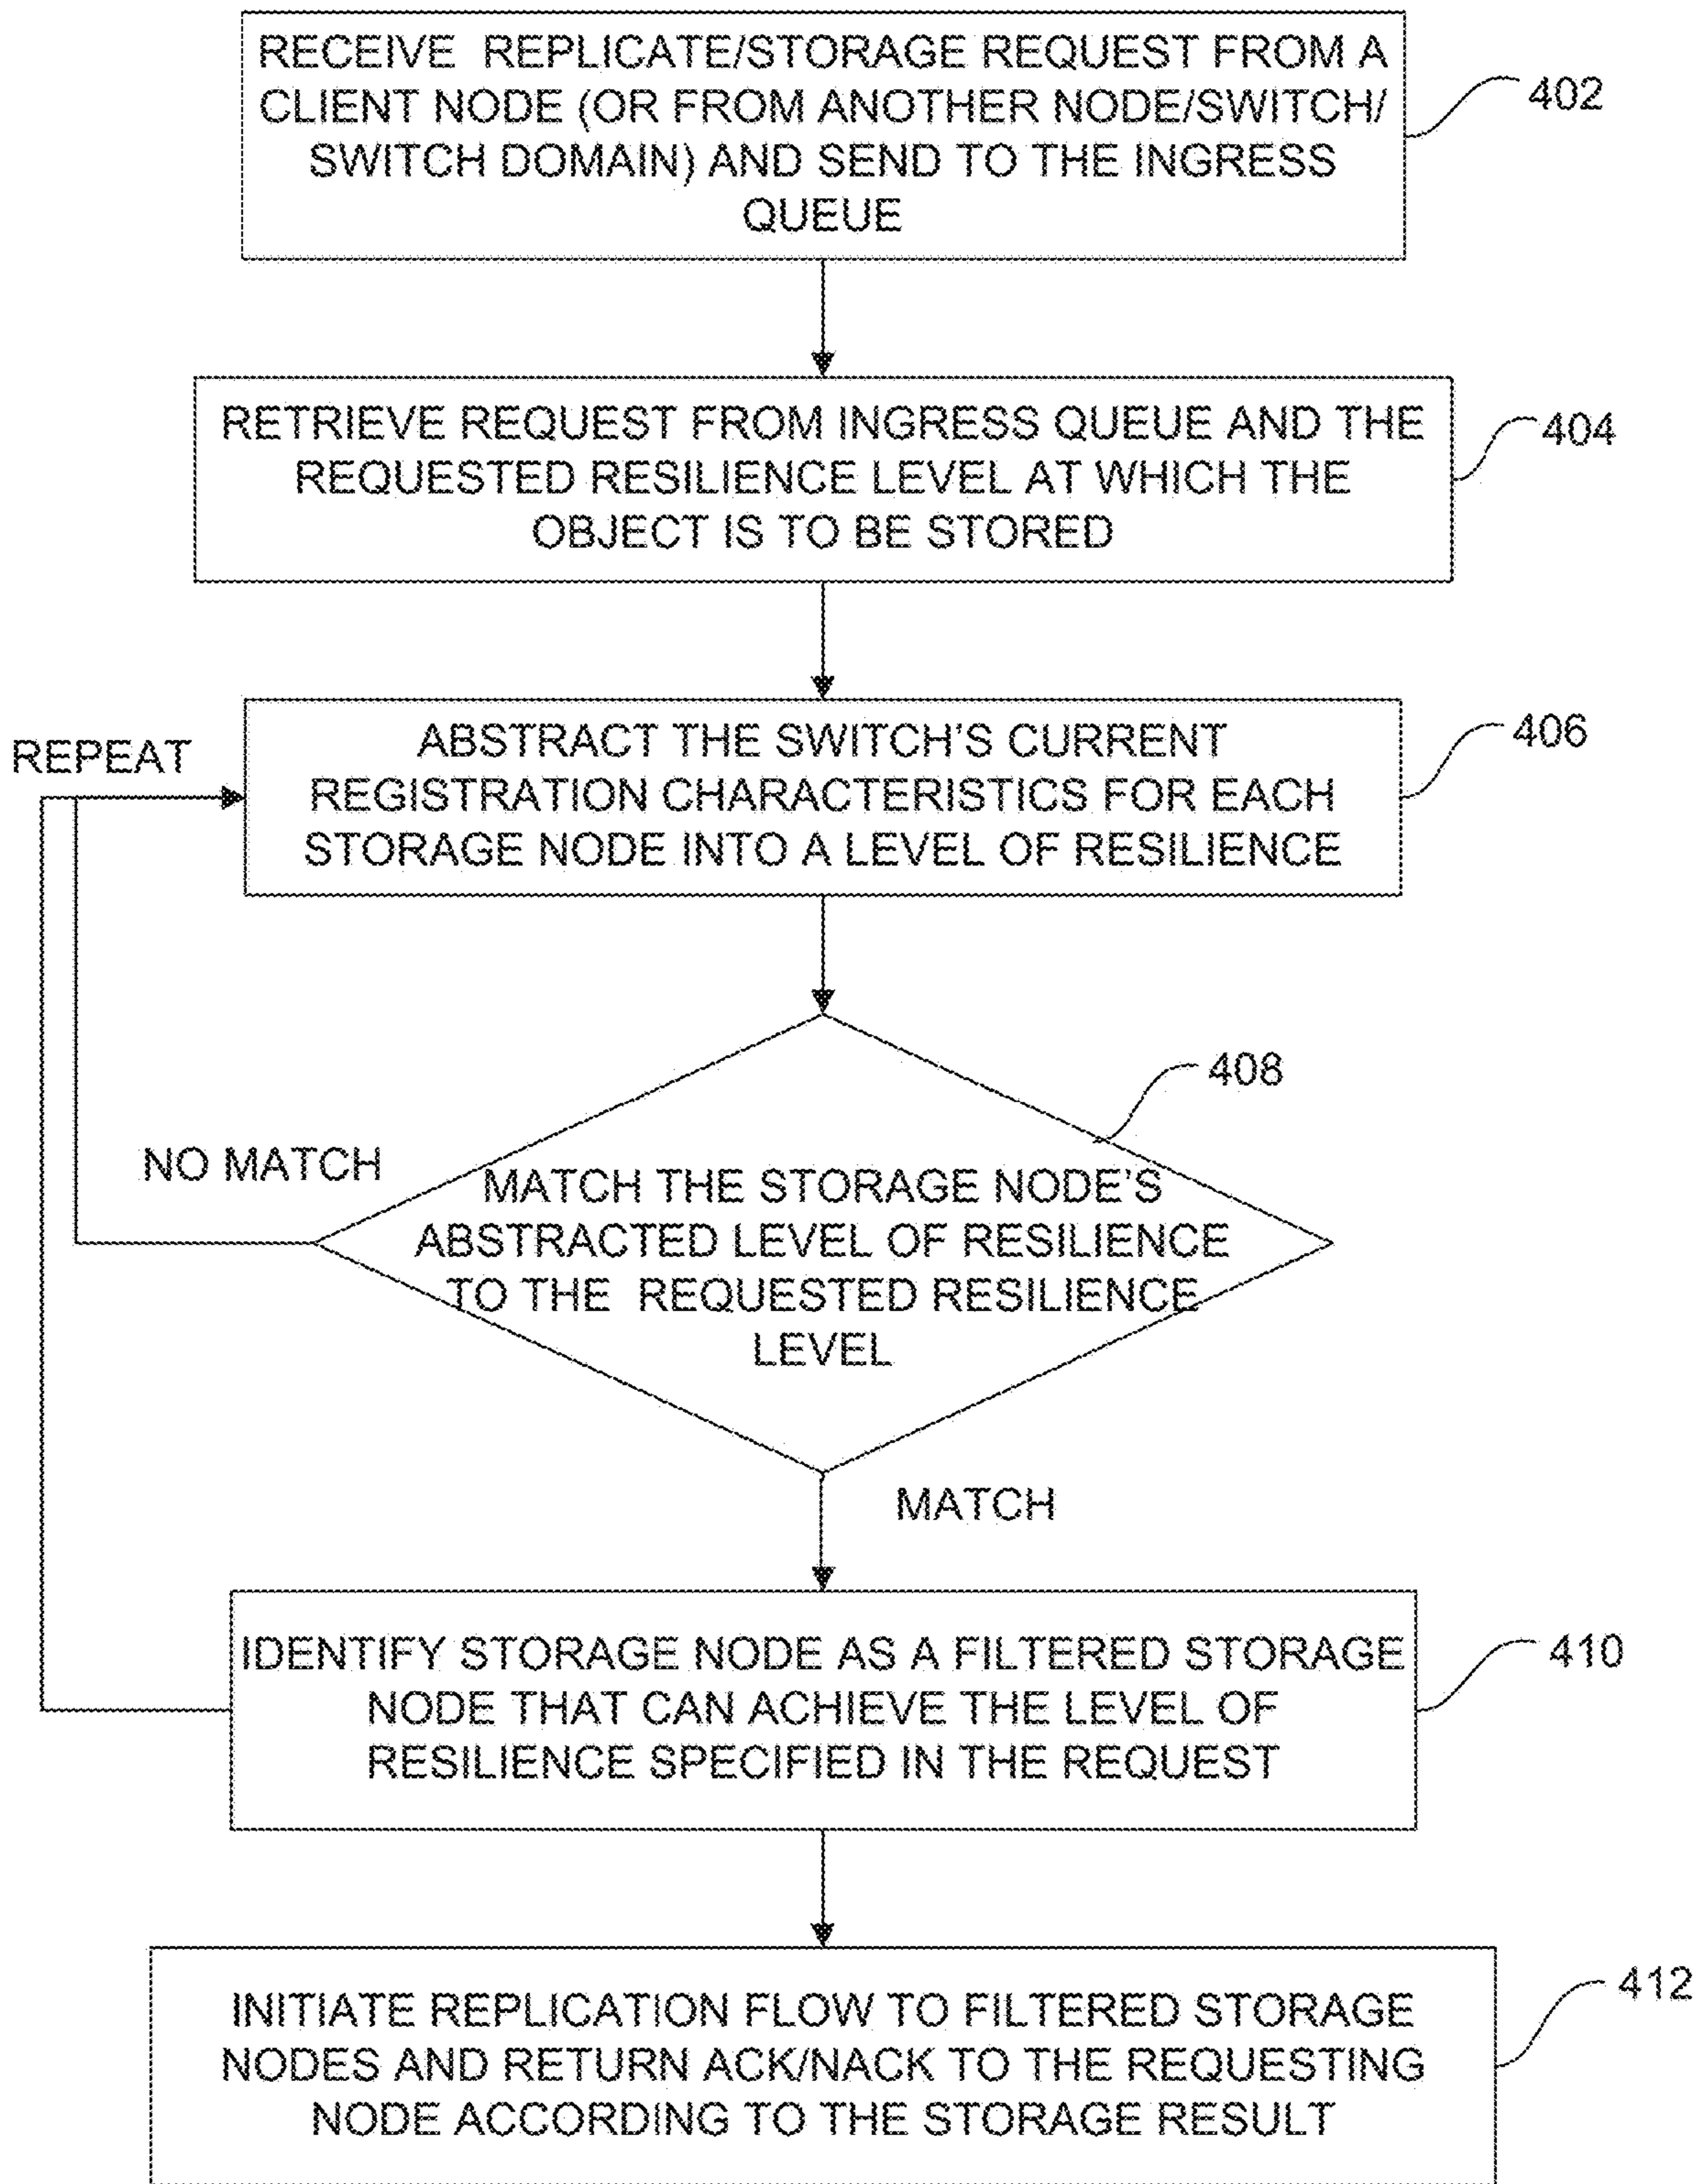 RECEIVE REPLICATE/STORAGE REQUEST FROM A
CLIENT NODE (OR FROM ANOTHER NODE/SWITCH/
SWITCH DOMAIN) AND SEND TO THE INGRESS
QUEUE
402
RETRIEVE REQUEST FROM INGRESS QUEUE AND THE
REQUESTED RESILIENCE LEVEL AT WHICH THE
OBJECT IS TO BE STORED
404
REPEAT
ABSTRACT THE SWITCH'S CURRENT
REGISTRATION CHARACTERISTICS FOR EACH
STORAGE NODE INTO A LEVEL OF RESILIENCE
406
408
NO MATCH
MATCH THE STORAGE NODE'S
ABSTRACTED LEVEL OF RESILIENCE
TO THE REQUESTED RESILIENCE
LEVEL
MATCH
IDENTIFY STORAGE NODE AS A FILTERED STORAGE
NODE THAT CAN ACHIEVE THE LEVEL OF
RESILIENCE SPECIFIED IN THE REQUEST
410
INITIATE REPLICATION FLOW TO FILTERED STORAGE
NODES AND RETURN ACK/NACK TO THE REQUESTING
NODE ACCORDING TO THE STORAGE RESULT
412